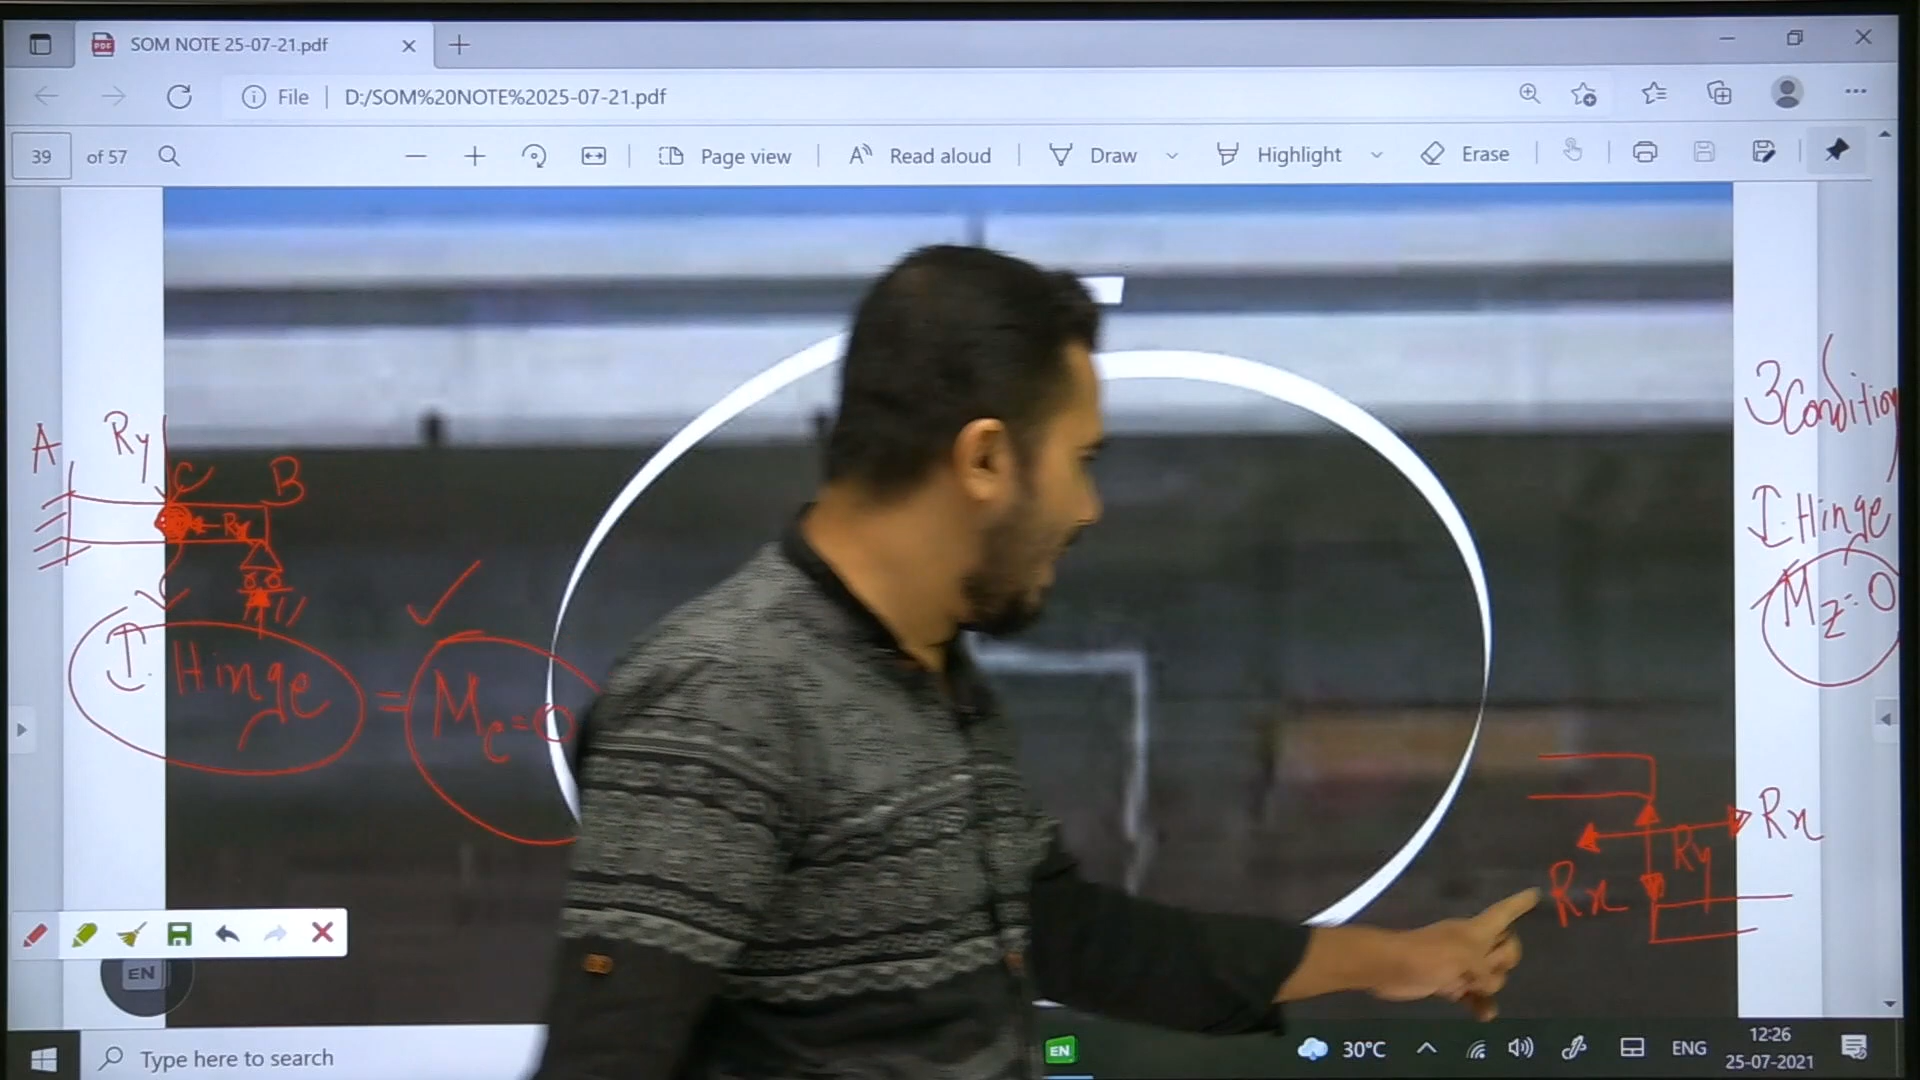 SOM NOTE 25-07-21.pdf
File
D:/SOM%20NOTE%2025-07-21.pdf
39 of 57
Page view
Read aloud
Draw
Highlight
Erase
3 Condition
I. Hinge
Mz=0
A
Ry
C
B
Rx
I. Hinge = Mc=0
Rx
Ry
Rx
EN
Type here to search
EN
30°C
ENG
12:26
25-07-2021